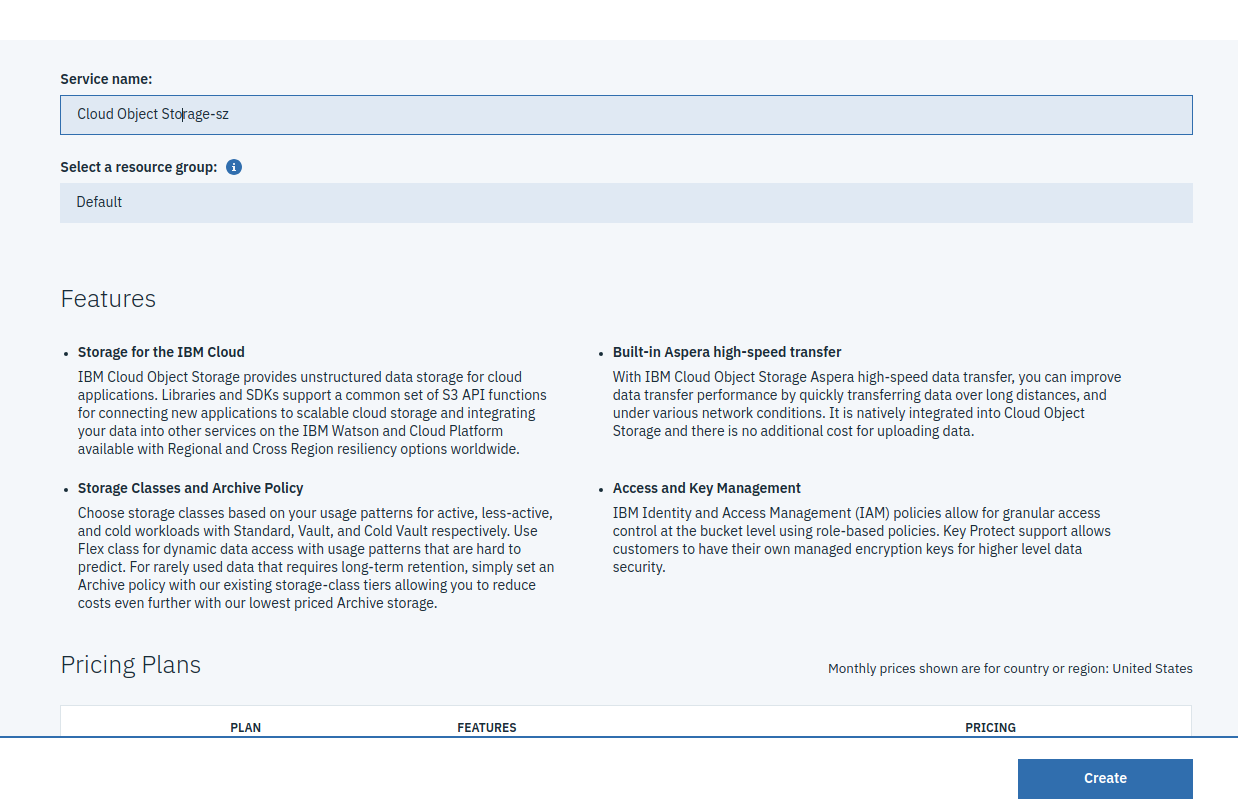 Service name:
Cloud Object Storage-sz
Select a resource group:
Default
Features
Storage for the IBM Cloud
IBM Cloud Object Storage provides unstructured data storage for cloud
applications. Libraries and SDKs support a common set of S3 API functions
for connecting new applications to scalable cloud storage and integrating
your data into other services on the IBM Watson and Cloud Platform
available with Regional and Cross Region resiliency options worldwide.
Built-in Aspera high-speed transfer
With IBM Cloud Object Storage Aspera high-speed data transfer, you can improve
data transfer performance by quickly transferring data over long distances, and
under various network conditions. It is natively integrated into Cloud Object
Storage and there is no additional cost for uploading data.
Storage Classes and Archive Policy
Choose storage classes based on your usage patterns for active, less-active,
and cold workloads with Standard, Vault, and Cold Vault respectively. Use
Flex class for dynamic data access with usage patterns that are hard to
predict. For rarely used data that requires long-term retention, simply set an
Archive policy with our existing storage-class tiers allowing you to reduce
costs even further with our lowest priced Archive storage.
Access and Key Management
IBM Identity and Access Management (IAM) policies allow for granular access
control at the bucket level using role-based policies. Key Protect support allows
customers to have their own managed encryption keys for higher level data
security.
Pricing Plans
Monthly prices shown are for country or region: United States
PLAN FEATURES PRICING
Create